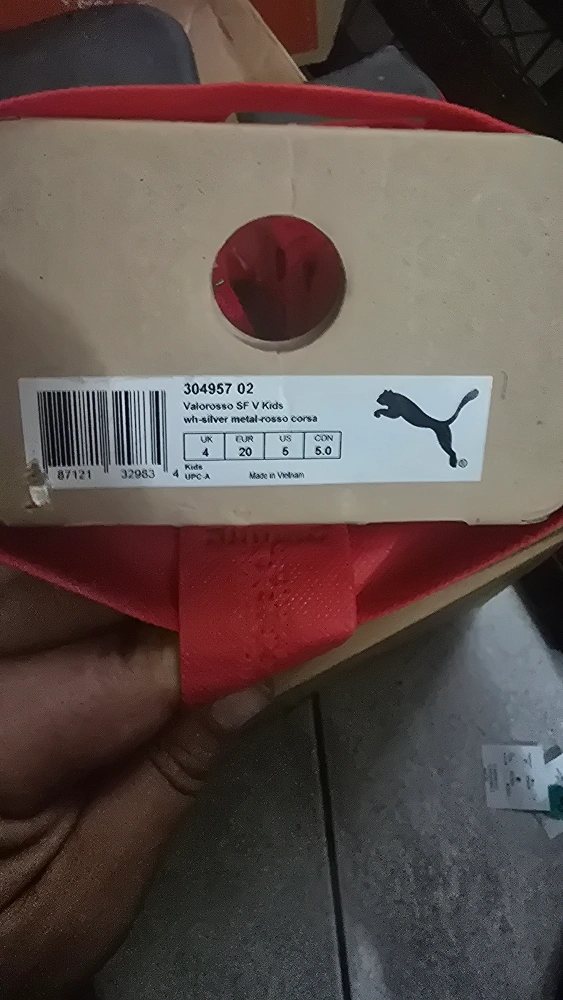 304957 02
Valorosso SF V Kids
wh-silver metal-rosso corsa
UK EUR US CON
4 20 5 5.0
Kids
UPC-A Made in Vietnam
87121 32983 4
®